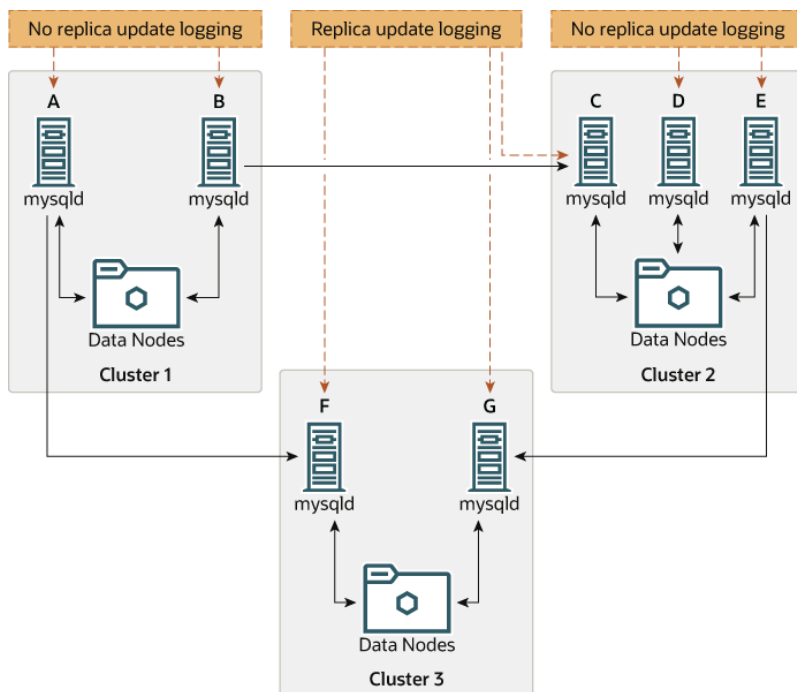 No replica update logging
Replica update logging
No replica update logging
A
B
C
D
E
mysqld
mysqld
mysqld
mysqld
mysqld
Data Nodes
Data Nodes
Cluster 1
Cluster 2
F
G
mysqld
mysqld
Data Nodes
Cluster 3